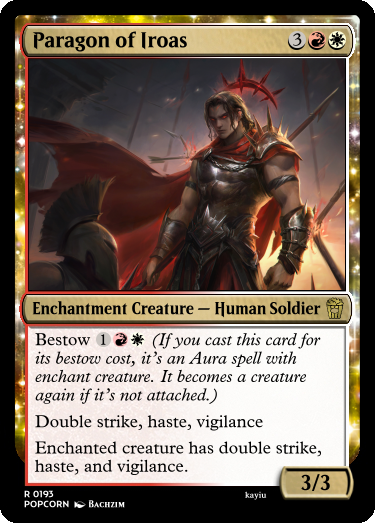 Paragon of Iroas 3
Enchantment Creature — Human Soldier
Bestow 1 (If you cast this card for
its bestow cost, it's an Aura spell with
enchant creature. It becomes a creature
again if it's not attached.)
Double strike, haste, vigilance
Enchanted creature has double strike,
haste, and vigilance.
3/3
R 0193
POPCORN Bachzim
kayiu